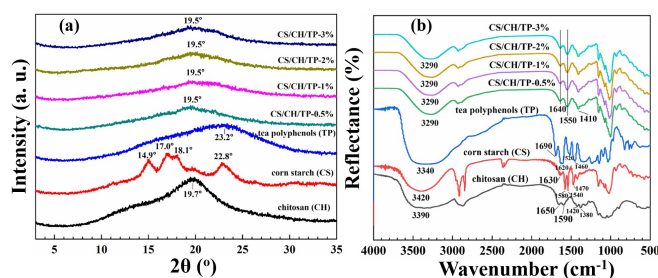 (a)
Intensity (a. u.)
19.5°
CS/CH/TP-3%
19.5°
CS/CH/TP-2%
19.5°
CS/CH/TP-1%
19.5°
CS/CH/TP-0.5%
tea polyphenols (TP)
23.2°
17.0°
14.9°
18.1°
corn starch (CS)
22.8°
19.7°
chitosan (CH)
5 10 15 20 25 30 35
2θ (°)
(b)
Reflectance (%)
CS/CH/TP-3%
3290
CS/CH/TP-2%
3290
CS/CH/TP-1%
3290
CS/CH/TP-0.5%
3290
1640
1550
1410
tea polyphenols (TP)
3340
1690
1620
1520
1460
corn starch (CS)
3420
1630
1580
1540
1470
chitosan (CH)
3390
1650
1590
1420
1380
4000 3500 3000 2500 2000 1500 1000 500
Wavenumber (cm-1)